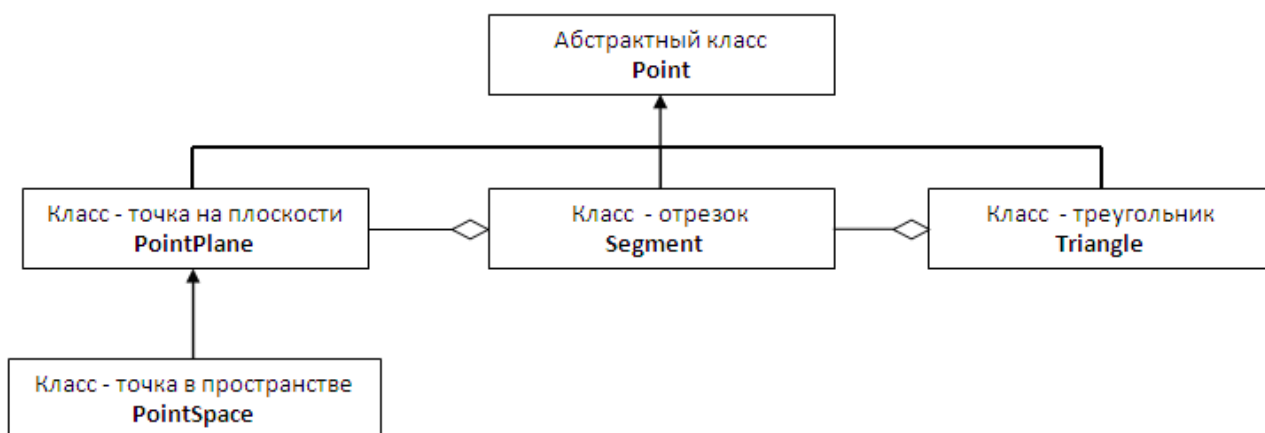 Абстрактный класс
Point
Класс - точка на плоскости
PointPlane
Класс - отрезок
Segment
Класс - треугольник
Triangle
Класс - точка в пространстве
PointSpace